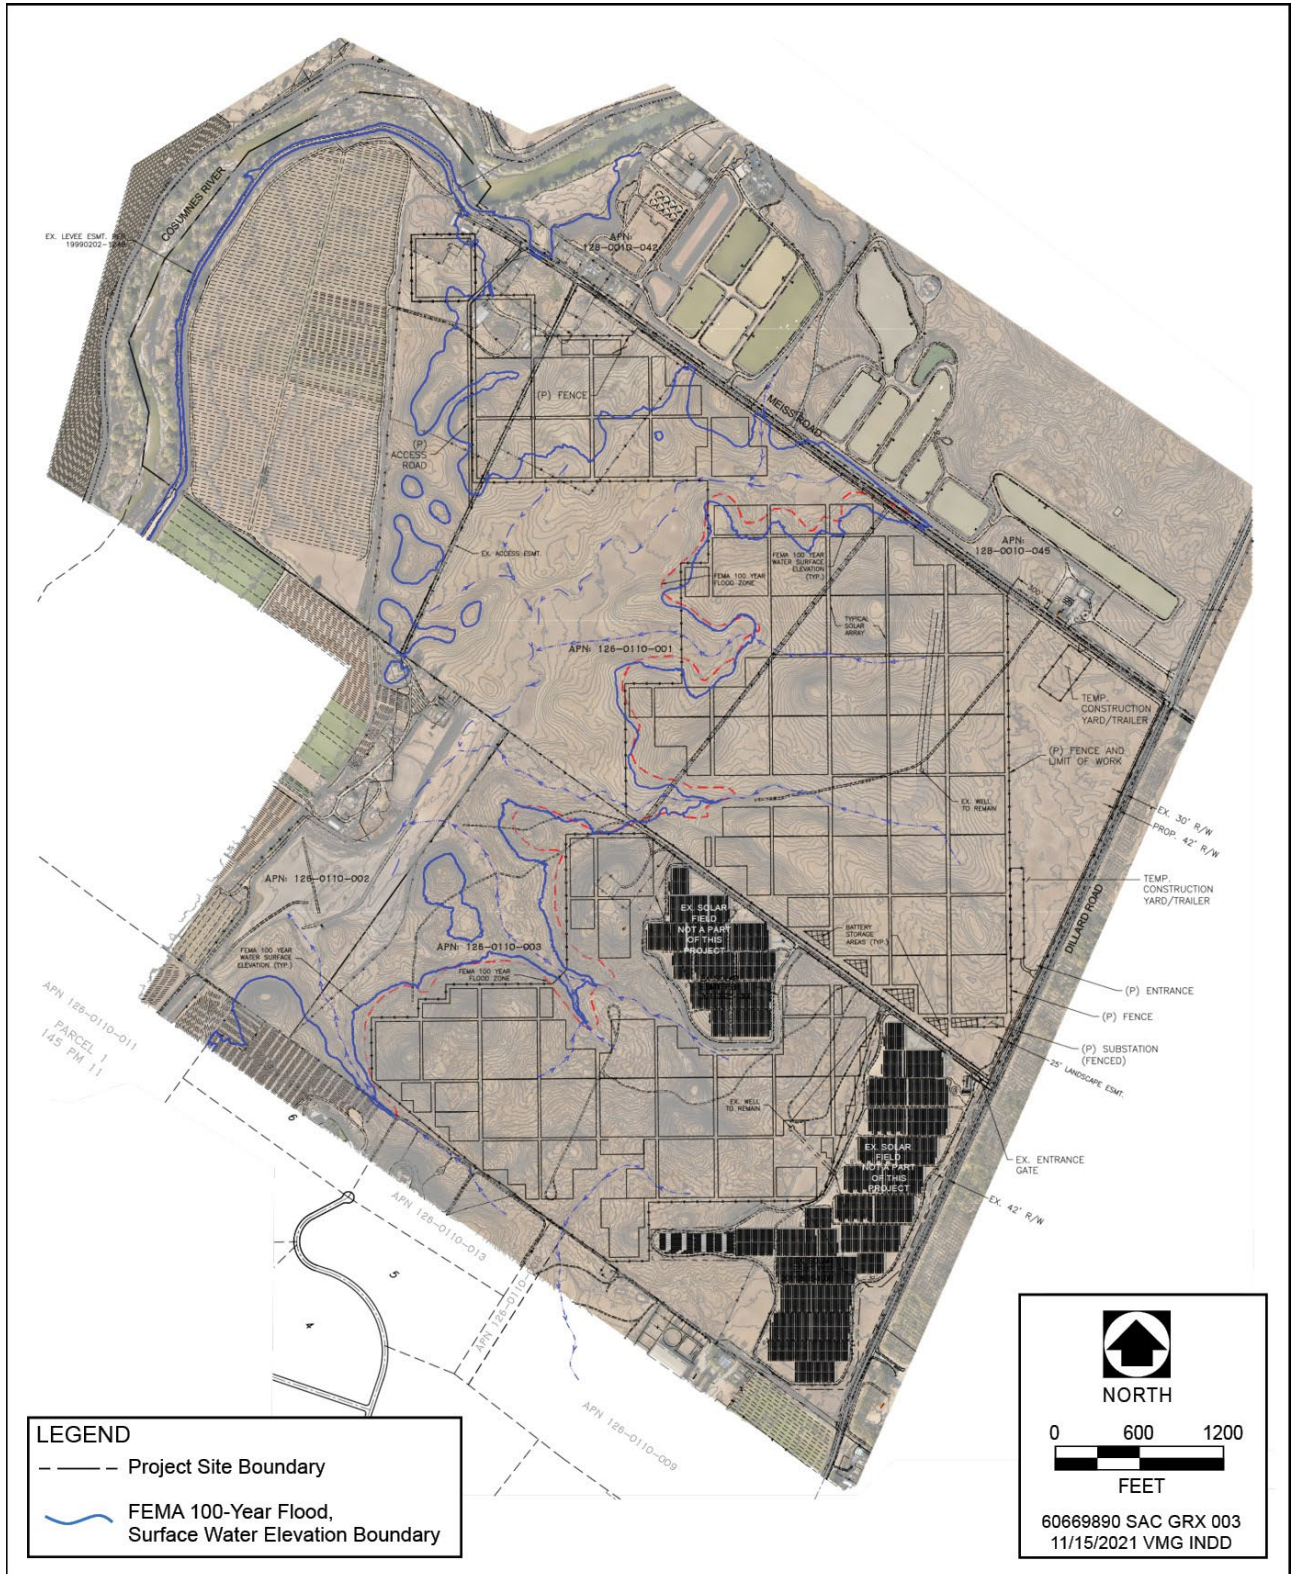 COSUMNES RIVER
EX. LEVEE ESMT. PER
19990202-1248
APN:
128-0010-042
MEISS ROAD
(P) FENCE
(P)
ACCESS
ROAD
EX. ACCESS ESMT.
FEMA 100 YEAR
WATER SURFACE
ELEVATION
(TYP.)
FEMA 100 YEAR
FLOOD ZONE
APN:
128-0010-045
TYPICAL
SOLAR
ARRAY
APN: 126-0110-001
TEMP.
CONSTRUCTION
YARD/TRAILER
(P) FENCE AND
LIMIT OF WORK
EX. WELL
TO REMAIN
EX. 30' R/W
PROP. 42' R/W
APN: 126-0110-002
TEMP.
CONSTRUCTION
YARD/TRAILER
DILLARD ROAD
EX. SOLAR
FIELD
NOT A PART
OF THIS
PROJECT
BATTERY
STORAGE
AREAS (TYP.)
APN: 126-0110-003
FEMA 100 YEAR
WATER SURFACE
ELEVATION (TYP.)
FEMA 100 YEAR
FLOOD ZONE
(P) ENTRANCE
(P) FENCE
(P) SUBSTATION
(FENCED)
25' LANDSCAPE ESMT.
APN 126-0110-011
PARCEL 1
145 PM 11
EX. WELL
TO REMAIN
EX. SOLAR
FIELD
NOT A PART
OF THIS
PROJECT
EX. ENTRANCE
GATE
EX. 42' R/W
6
5
4
APN 126-0110-013
APN 126-0110-
APN 126-0110-009
LEGEND
Project Site Boundary
FEMA 100-Year Flood,
Surface Water Elevation Boundary
NORTH
0 600 1200
FEET
60669890 SAC GRX 003
11/15/2021 VMG INDD